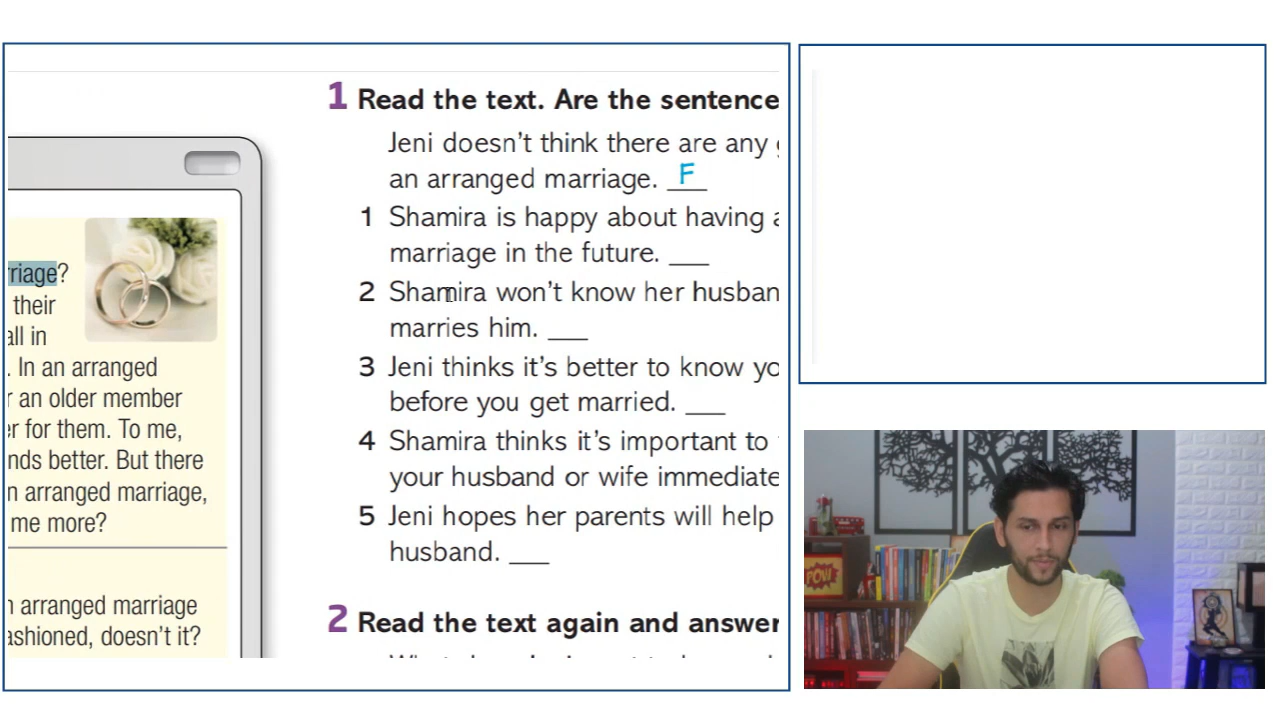 riage?
their
all in
. In an arranged
r an older member
er for them. To me,
nds better. But there
n arranged marriage,
me more?
n arranged marriage
ashioned, doesn't it?
1 Read the text. Are the sentence
Jeni doesn't think there are any
an arranged marriage. F
1 Shamira is happy about having a
marriage in the future. ___
2 Shamira won't know her husban
marries him. ___
3 Jeni thinks it's better to know yo
before you get married. ___
4 Shamira thinks it's important to
your husband or wife immediate
5 Jeni hopes her parents will help
husband. ___
2 Read the text again and answer
POW